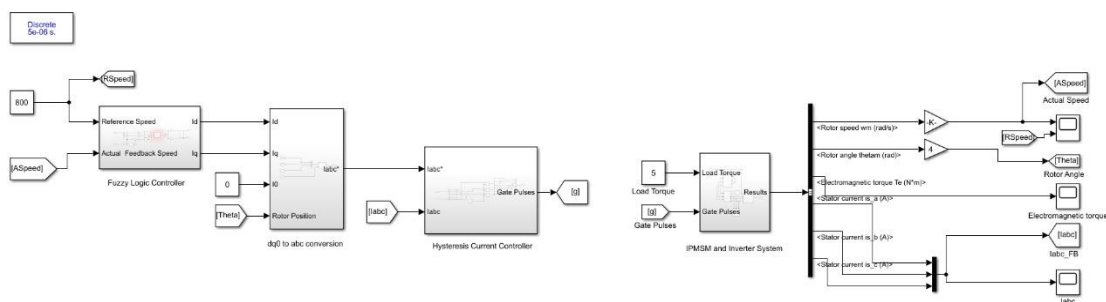 Discrete
5e-06 s.
[RSpeed]
800
Reference Speed
Id
Iq
Actual Feedback Speed
[ASpeed]
Fuzzy Logic Controller
Id
Iq
I0
Rotor Position
Iabc*
0
[Theta]
dq0 to abc conversion
Iabc*
Iabc
Gate Pulses
[Iabc]
Hysteresis Current Controller
[g]
5
Load Torque
[g]
Gate Pulses
Load Torque
Gate Pulses
Results
IPMSM and Inverter System
<Rotor speed wm (rad/s)>
<Rotor angle thetam (rad)>
<Electromagnetic torque Te (N*m)>
<Stator current is_a (A)>
<Stator current is_b (A)>
<Stator current is_c (A)>
-K-
4
[ASpeed]
Actual Speed
[RSpeed]
[Theta]
Rotor Angle
Electromagnetic torque
[Iabc]
Iabc_FB
Iabc